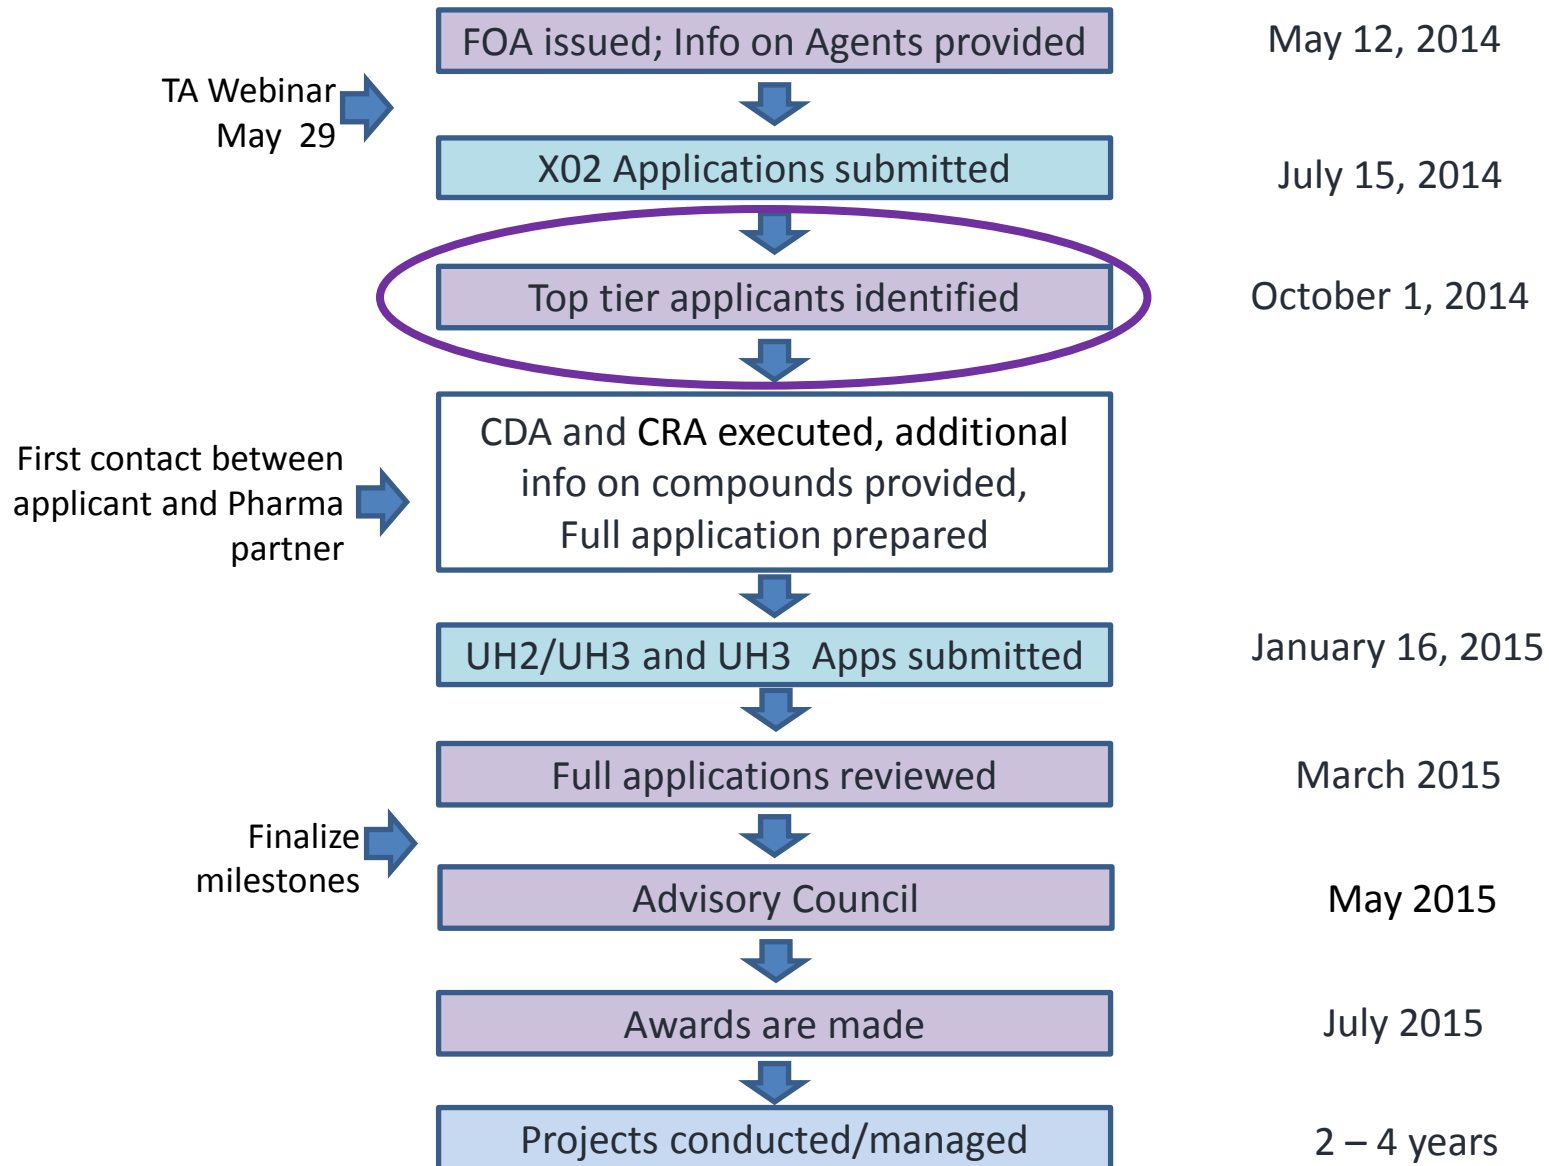 FOA issued; Info on Agents provided
May 12, 2014
TA Webinar
May 29
X02 Applications submitted
July 15, 2014
Top tier applicants identified
October 1, 2014
First contact between
applicant and Pharma
partner
CDA and CRA executed, additional
info on compounds provided,
Full application prepared
UH2/UH3 and UH3 Apps submitted
January 16, 2015
Full applications reviewed
March 2015
Finalize
milestones
Advisory Council
May 2015
Awards are made
July 2015
Projects conducted/managed
2 – 4 years